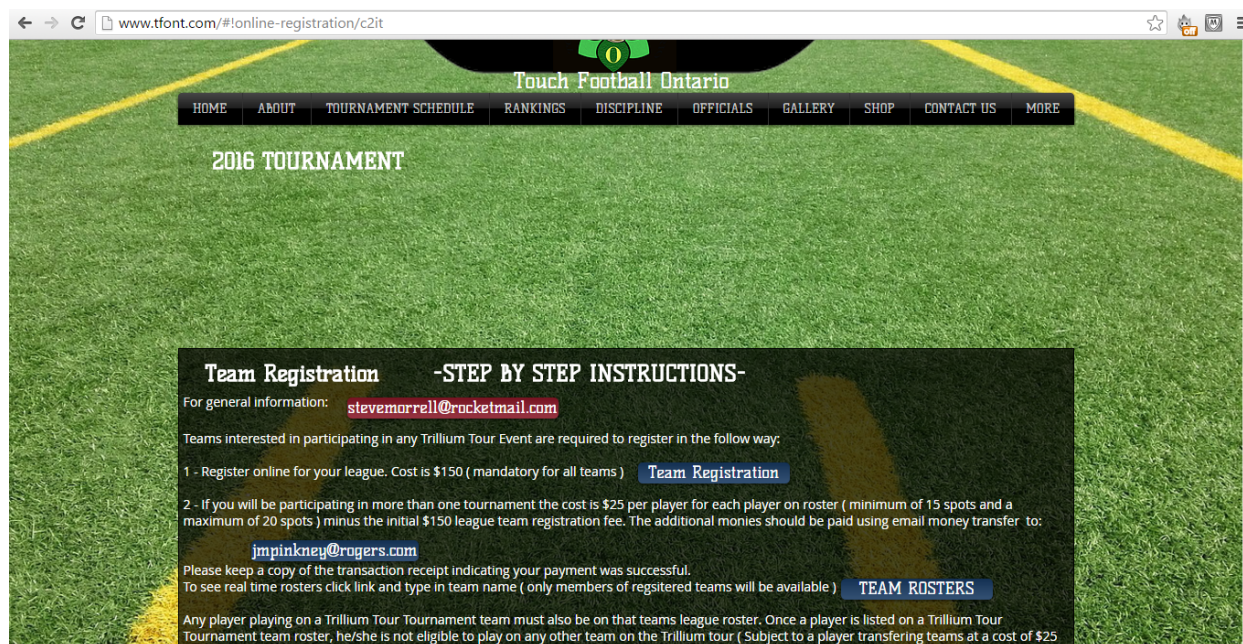 www.tfont.com/#!online-registration/c2it
off
O
Touch Football Ontario
HOME ABOUT TOURNAMENT SCHEDULE RANKINGS DISCIPLINE OFFICIALS GALLERY SHOP CONTACT US MORE
2016 TOURNAMENT
Team Registration -STEP BY STEP INSTRUCTIONS-
For general information: stevemorrell@rocketmail.com
Teams interested in participating in any Trillium Tour Event are required to register in the follow way:
1 - Register online for your league. Cost is $150 ( mandatory for all teams ) Team Registration
2 - If you will be participating in more than one tournament the cost is $25 per player for each player on roster ( minimum of 15 spots and a
maximum of 20 spots ) minus the initial $150 league team registration fee. The additional monies should be paid using email money transfer to:
jmpinkney@rogers.com
Please keep a copy of the transaction receipt indicating your payment was successful.
To see real time rosters click link and type in team name ( only members of regsitered teams will be available ) TEAM ROSTERS
Any player playing on a Trillium Tour Tournament team must also be on that teams league roster. Once a player is listed on a Trillium Tour
Tournament team roster, he/she is not eligible to play on any other team on the Trillium tour ( Subject to a player transfering teams at a cost of $25